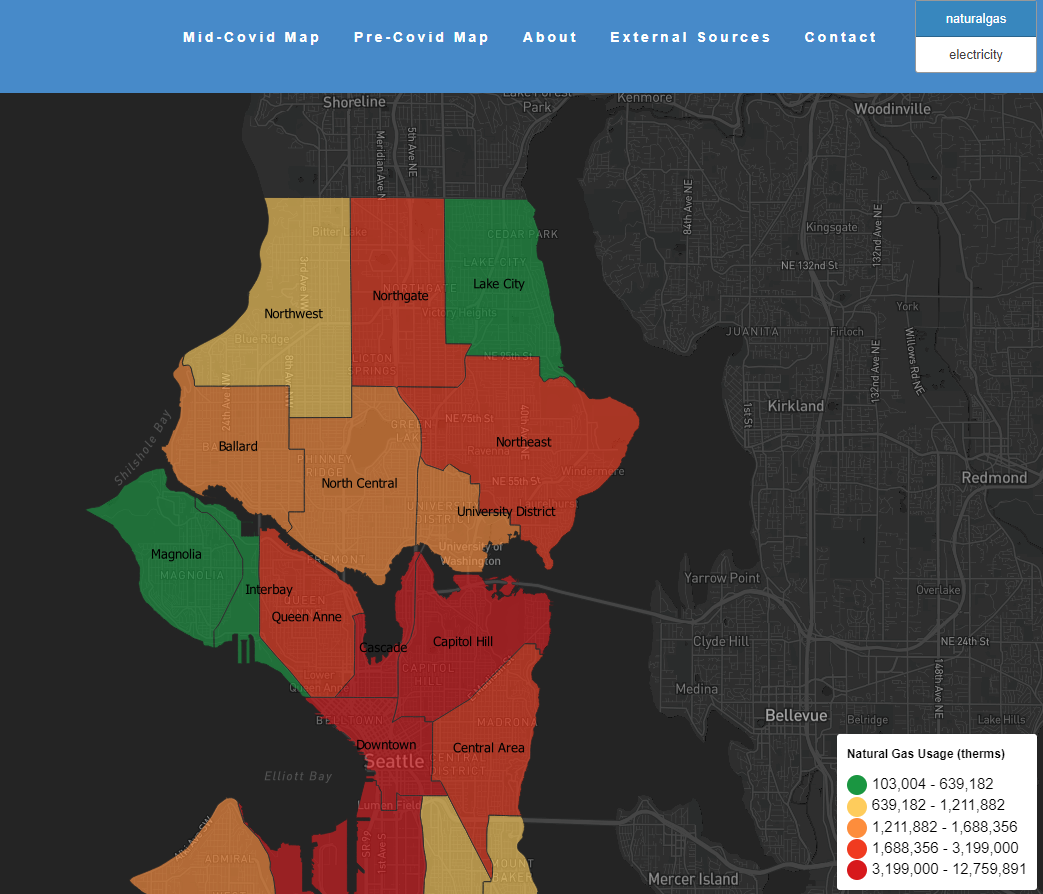 naturalgas
Mid-Covid Map Pre-Covid Map About External Sources Contact
electricity
Kenmore
Park
Shoreline
Woodinville
5th Ave NE
Meridian Ave N
84th Ave NE
132nd Ave NE
Kingsgate
Bitter Lake
CEDAR PARK
NE 132nd St
LAKE CITY
3rd Ave NW
Lake City
NORTHGATE
Northgate
York
Northwest
Victory Heights
JUANITA
Firloch
Blue Ridge
Willows Rd NE
LICTON
SPRINGS
NE 95th St
132nd Ave NE
8th Ave NW
24th Ave NW
Kirkland
1st St
NE 75th St
40th Ave NE
GREEN
LAKE
Shilshole Bay
Ballard
Northeast
Ravenna
PHINNEY
RIDGE
Windermere
Redmond
North Central
NE 55th St
UNIVERSITY
DISTRICT
University District
University of
Washington
Magnolia
FREMONT
MAGNOLIA
Yarrow Point
Interbay
Overlake
QUEEN
ANNE
Queen Anne
Cascade
Capitol Hill
Clyde Hill
NE 24th St
CAPITOL
HILL
E Madison St
148th Ave NE
Lower
Queen Anne
Medina
BELLTOWN
MADRONA
Bellevue
Belridge
Lake Hills
Downtown
Central Area
Seattle
CENTRAL
DISTRICT
Elliott Bay
Natural Gas Usage (therms)
103,004 - 639,182
639,182 - 1,211,882
1,211,882 - 1,688,356
1,688,356 - 3,199,000
3,199,000 - 12,759,891
Lumen Field
Alki Ave SW
SR 99
1st Ave S
ADMIRAL
MOUNT
BAKER
Mercer Island